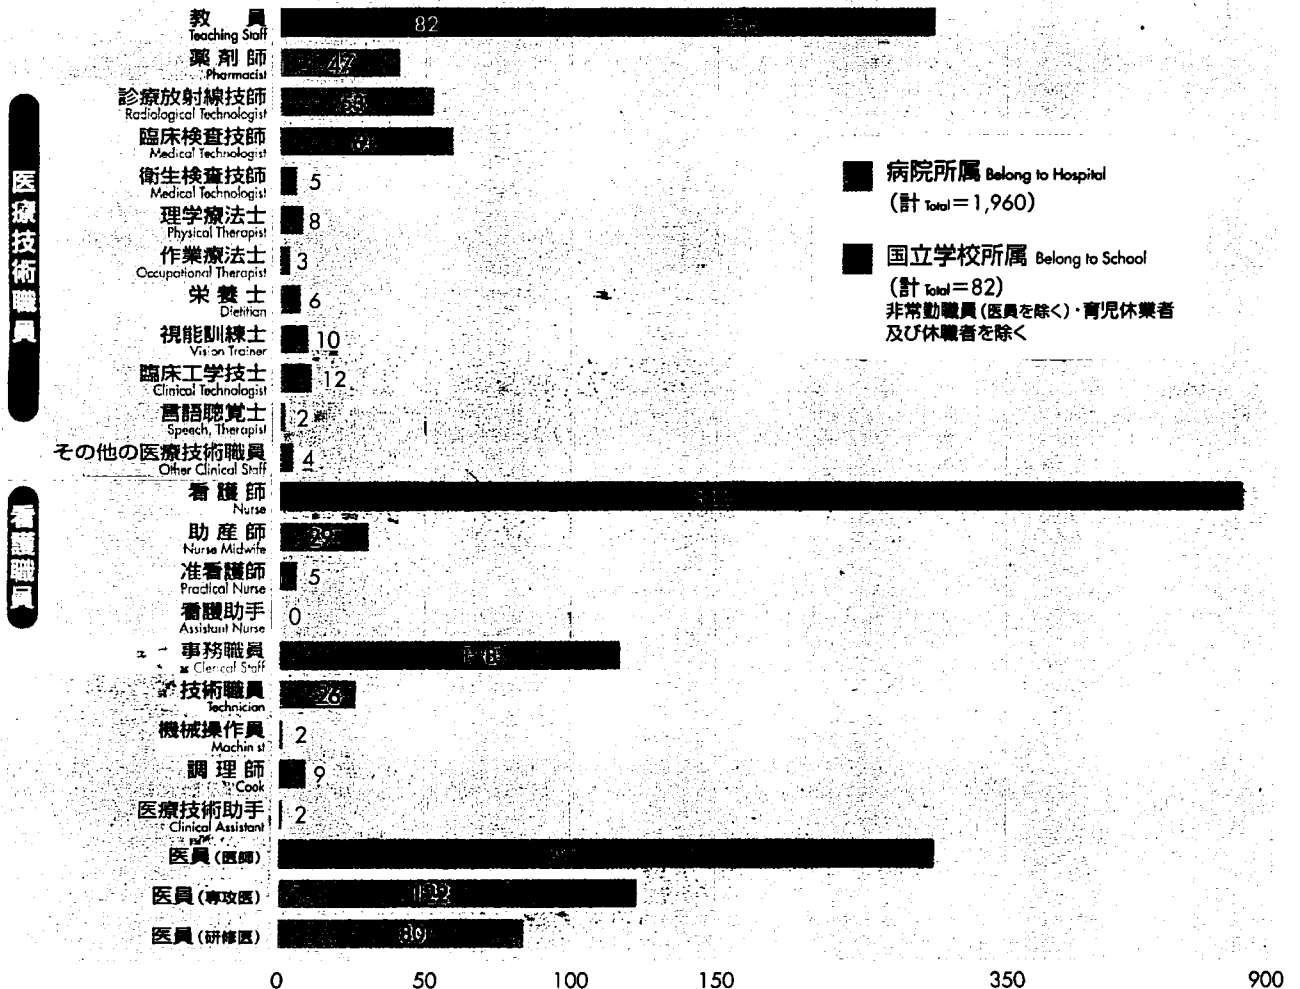 教員 82
Teaching Staff
薬剤師 47
Pharmacist
診療放射線技師
Radiological Technologist
臨床検査技師
Medical Technologist
衛生検査技師 5
Medical Technologist
理学療法士 8
Physical Therapist
作業療法士 3
Occupational Therapist
栄養士 6
Dietitian
視能訓練士 10
Vision Trainer
臨床工学技士 12
Clinical Technologist
言語聴覚士 2
Speech, Therapist
その他の医療技術職員 4
Other Clinical Staff
医療技術職員
看護師
Nurse
助産師 29
Nurse Midwife
准看護師 5
Practical Nurse
看護助手 0 1
Assistant Nurse
看護職員
事務職員
Clerical Staff
技術職員 26
Technician
機械操作員 2
Machinist
調理師 9
Cook
医療技術助手 2
Clinical Assistant
医員(医師)
医員(専攻医) 122
医員(研修医) 80
0 50 100 150 350 900
病院所属 Belong to Hospital
(計 Total=1,960)
国立学校所属 Belong to School
(計 Total=82)
非常勤職員(医員を除く)・育児休業者
及び休職者を除く